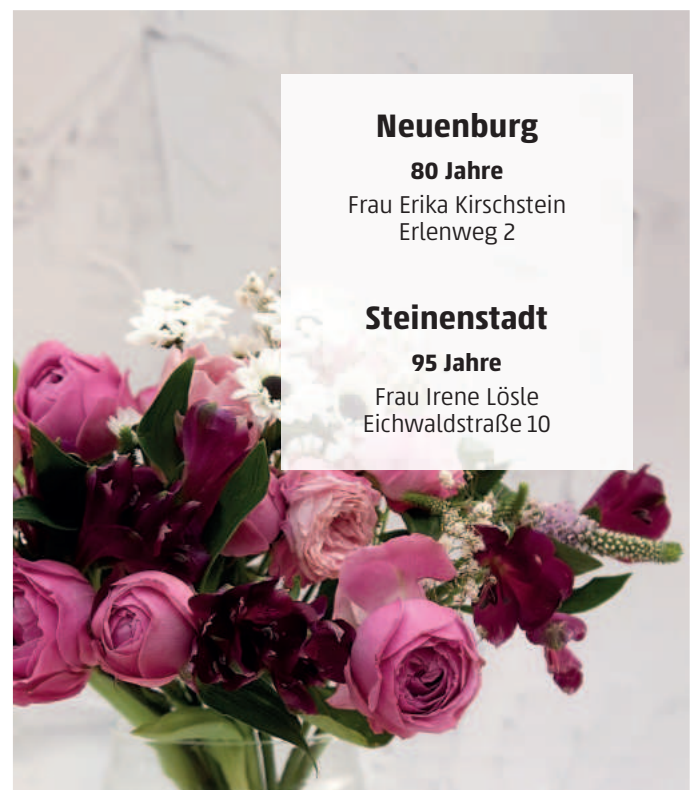 Neuenburg
80 Jahre
Frau Erika Kirschstein
Erlenweg 2
Steinenstadt
95 Jahre
Frau Irene Lösle
Eichwaldstraße 10